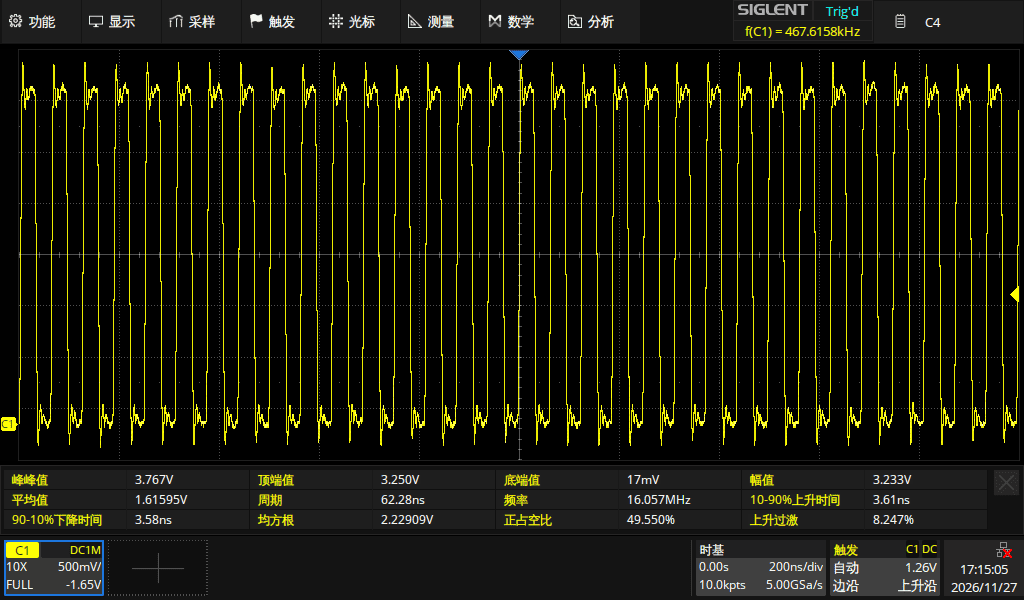 功能 显示 采样 触发 光标 测量 数学 分析 SIGLENT Trig'd C4
f(C1) = 467.6158kHz
C1
峰峰值 3.767V 顶端值 3.250V 底端值 17mV 幅值 3.233V
平均值 1.61595V 周期 62.28ns 频率 16.057MHz 10-90%上升时间 3.61ns
90-10%下降时间 3.58ns 均方根 2.22909V 正占空比 49.550% 上升过激 8.247%
C1 DC1M
10X 500mV/
FULL -1.65V
时基
0.00s 200ns/div
10.0kpts 5.00GSa/s
触发 C1 DC
自动 1.26V
边沿 上升沿
17:15:05
2026/11/27